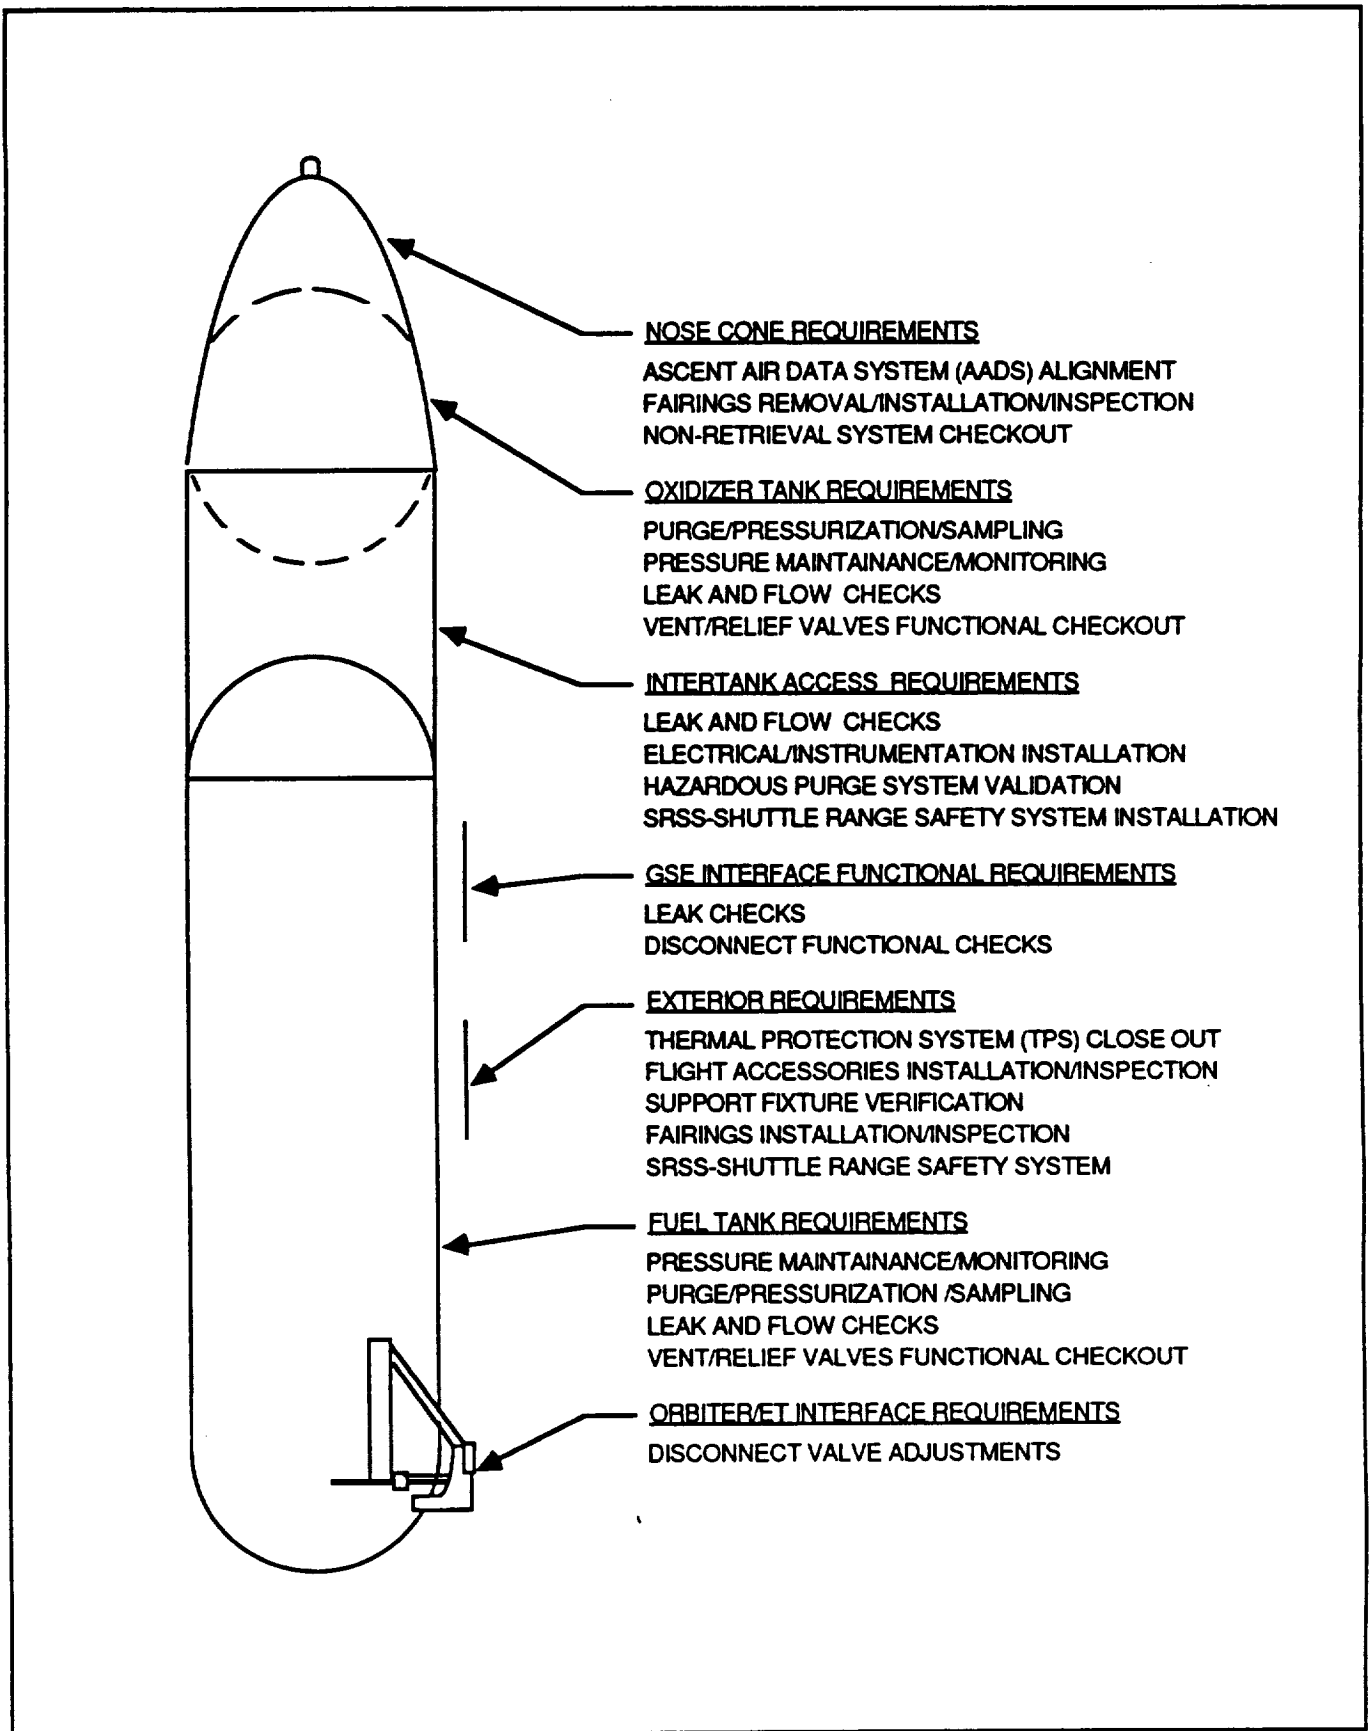 NOSE CONE REQUIREMENTS
ASCENT AIR DATA SYSTEM (AADS) ALIGNMENT
FAIRINGS REMOVAL/INSTALLATION/INSPECTION
NON-RETRIEVAL SYSTEM CHECKOUT
OXIDIZER TANK REQUIREMENTS
PURGE/PRESSURIZATION/SAMPLING
PRESSURE MAINTAINANCE/MONITORING
LEAK AND FLOW CHECKS
VENT/RELIEF VALVES FUNCTIONAL CHECKOUT
INTERTANK ACCESS REQUIREMENTS
LEAK AND FLOW CHECKS
ELECTRICAL/INSTRUMENTATION INSTALLATION
HAZARDOUS PURGE SYSTEM VALIDATION
SRSS-SHUTTLE RANGE SAFETY SYSTEM INSTALLATION
GSE INTERFACE FUNCTIONAL REQUIREMENTS
LEAK CHECKS
DISCONNECT FUNCTIONAL CHECKS
EXTERIOR REQUIREMENTS
THERMAL PROTECTION SYSTEM (TPS) CLOSE OUT
FLIGHT ACCESSORIES INSTALLATION/INSPECTION
SUPPORT FIXTURE VERIFICATION
FAIRINGS INSTALLATION/INSPECTION
SRSS-SHUTTLE RANGE SAFETY SYSTEM
FUEL TANK REQUIREMENTS
PRESSURE MAINTAINANCE/MONITORING
PURGE/PRESSURIZATION /SAMPLING
LEAK AND FLOW CHECKS
VENT/RELIEF VALVES FUNCTIONAL CHECKOUT
ORBITER/ET INTERFACE REQUIREMENTS
DISCONNECT VALVE ADJUSTMENTS